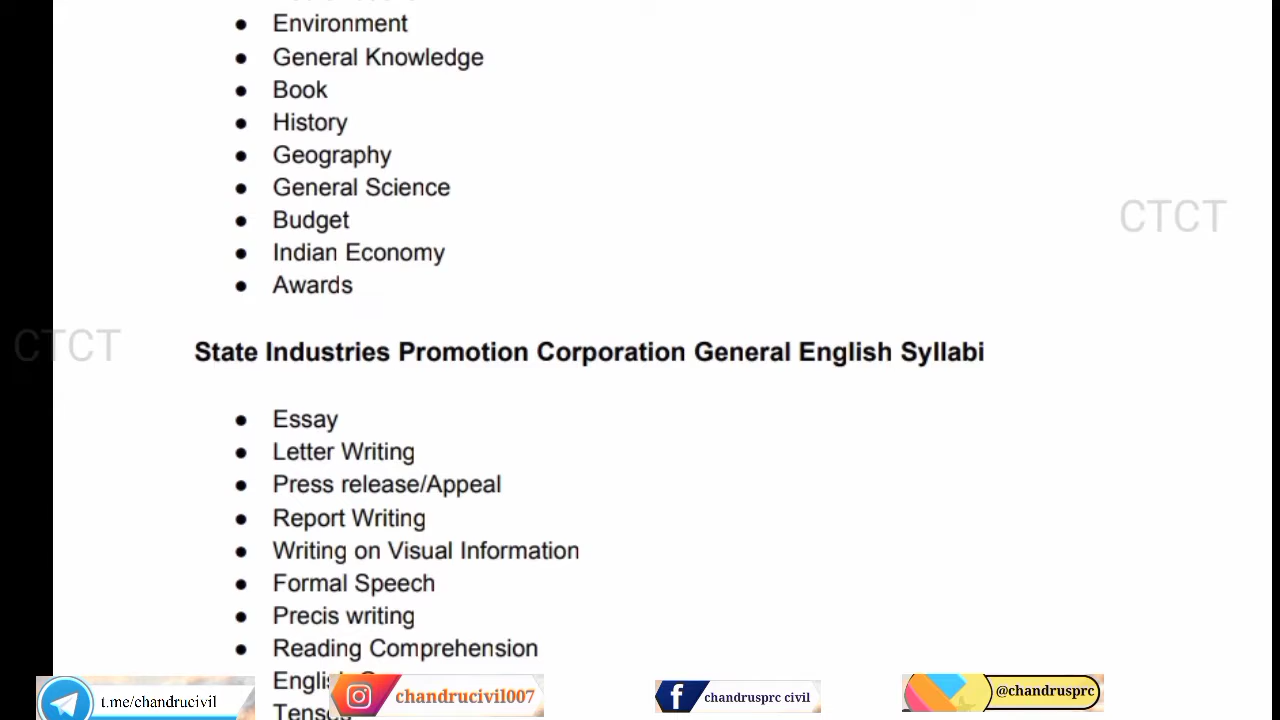 Environment
General Knowledge
Book
History
Geography
General Science
Budget
Indian Economy
Awards
CTCT
CTCT
State Industries Promotion Corporation General English Syllabi
Essay
Letter Writing
Press release/Appeal
Report Writing
Writing on Visual Information
Formal Speech
Precis writing
Reading Comprehension
t.me/chandrucivil
chandrucivil007
chandrusprc civil
@chandrusprc